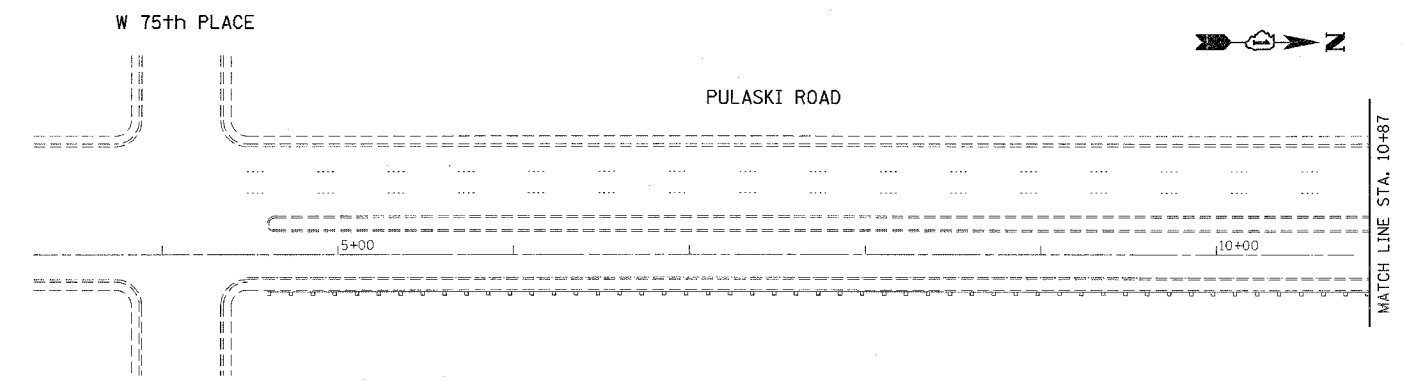 W 75th PLACE
N
PULASKI ROAD
5+00
10+00
MATCH LINE STA. 10+87